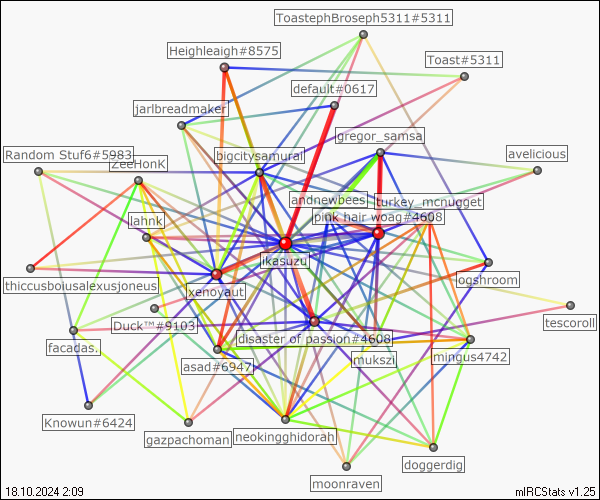 ToastephBroseph5311#5311
Heighleaigh#8575
Toast#5311
default#0617
jarlbreadmaker
gregor_samsa
Random Stuf6#5983
ZeeHonK
bigcitysamurai
avelicious
andnewbees
turkey_mcnugget
lahnk
pink hair woag#4608
ikasuzu
thiccusboiusalexusjoneus
xenoyaut
ogshroom
Duck™#9103
tescoroll
facadas.
disaster of passion#4608
asad#6947
mukszi
mingus4742
Knowun#6424
gazpachoman
neokingghidorah
doggerdig
moonraven
18.10.2024 2:09
mIRCStats v1.25